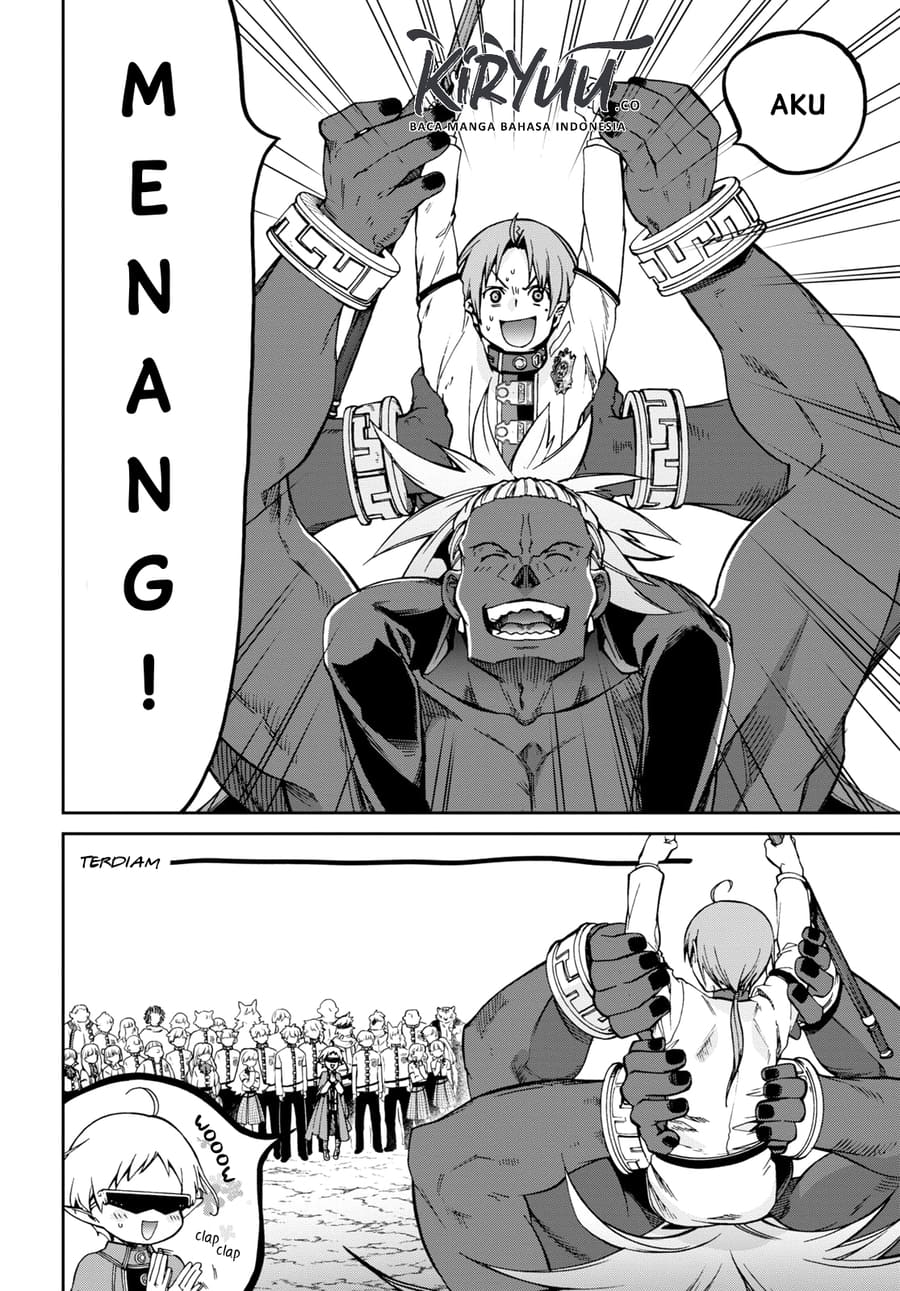 KiRYUU.CO
BACA MANGA BAHASA INDONESIA
AKU
MENANG!
TERDIAM
WOOOW
clap
clap